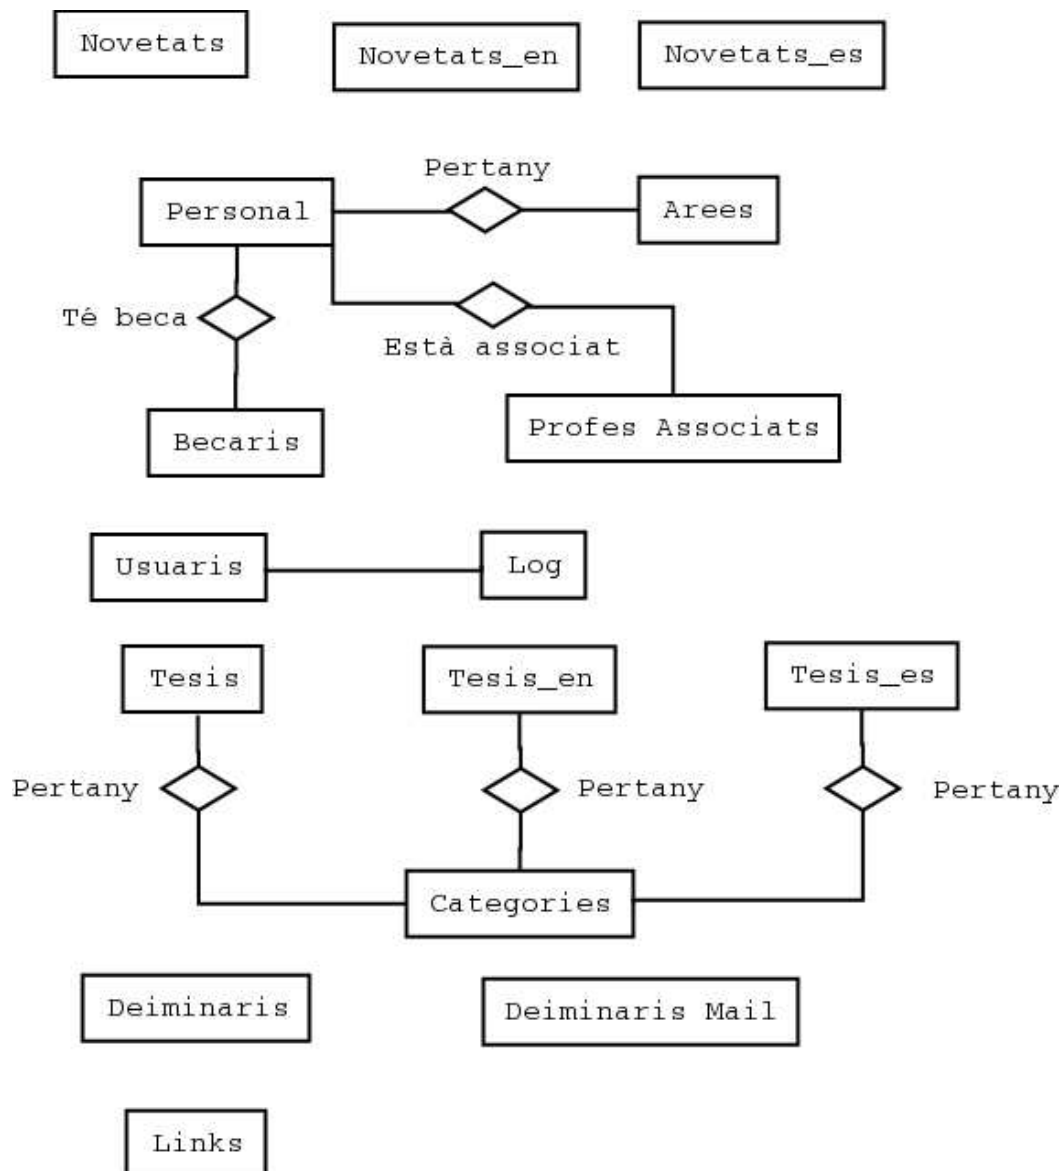 Novetats
Novetats_en
Novetats_es
Pertany
Personal
Arees
Té beca
Està associat
Becaris
Profes Associats
Usuaris
Log
Tesis
Tesis_en
Tesis_es
Pertany
Pertany
Pertany
Categories
Deiminaris
Deiminaris Mail
Links